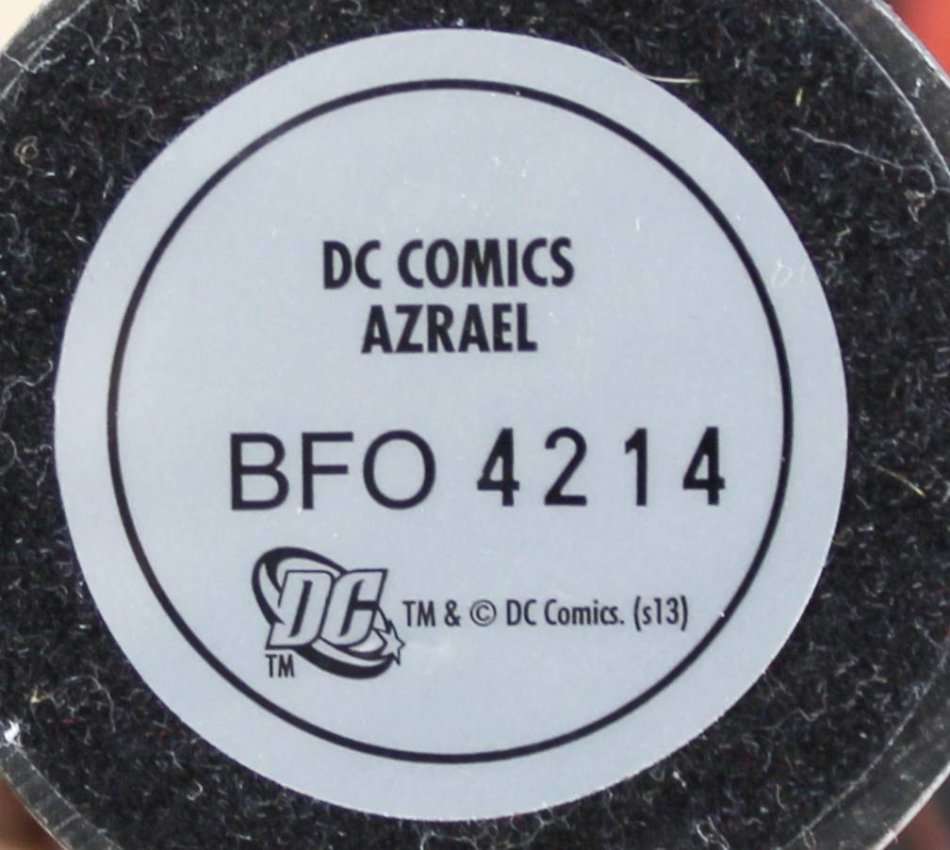 DC COMICS
AZRAEL
BFO 4214
DC TM & © DC Comics. (s13)
TM